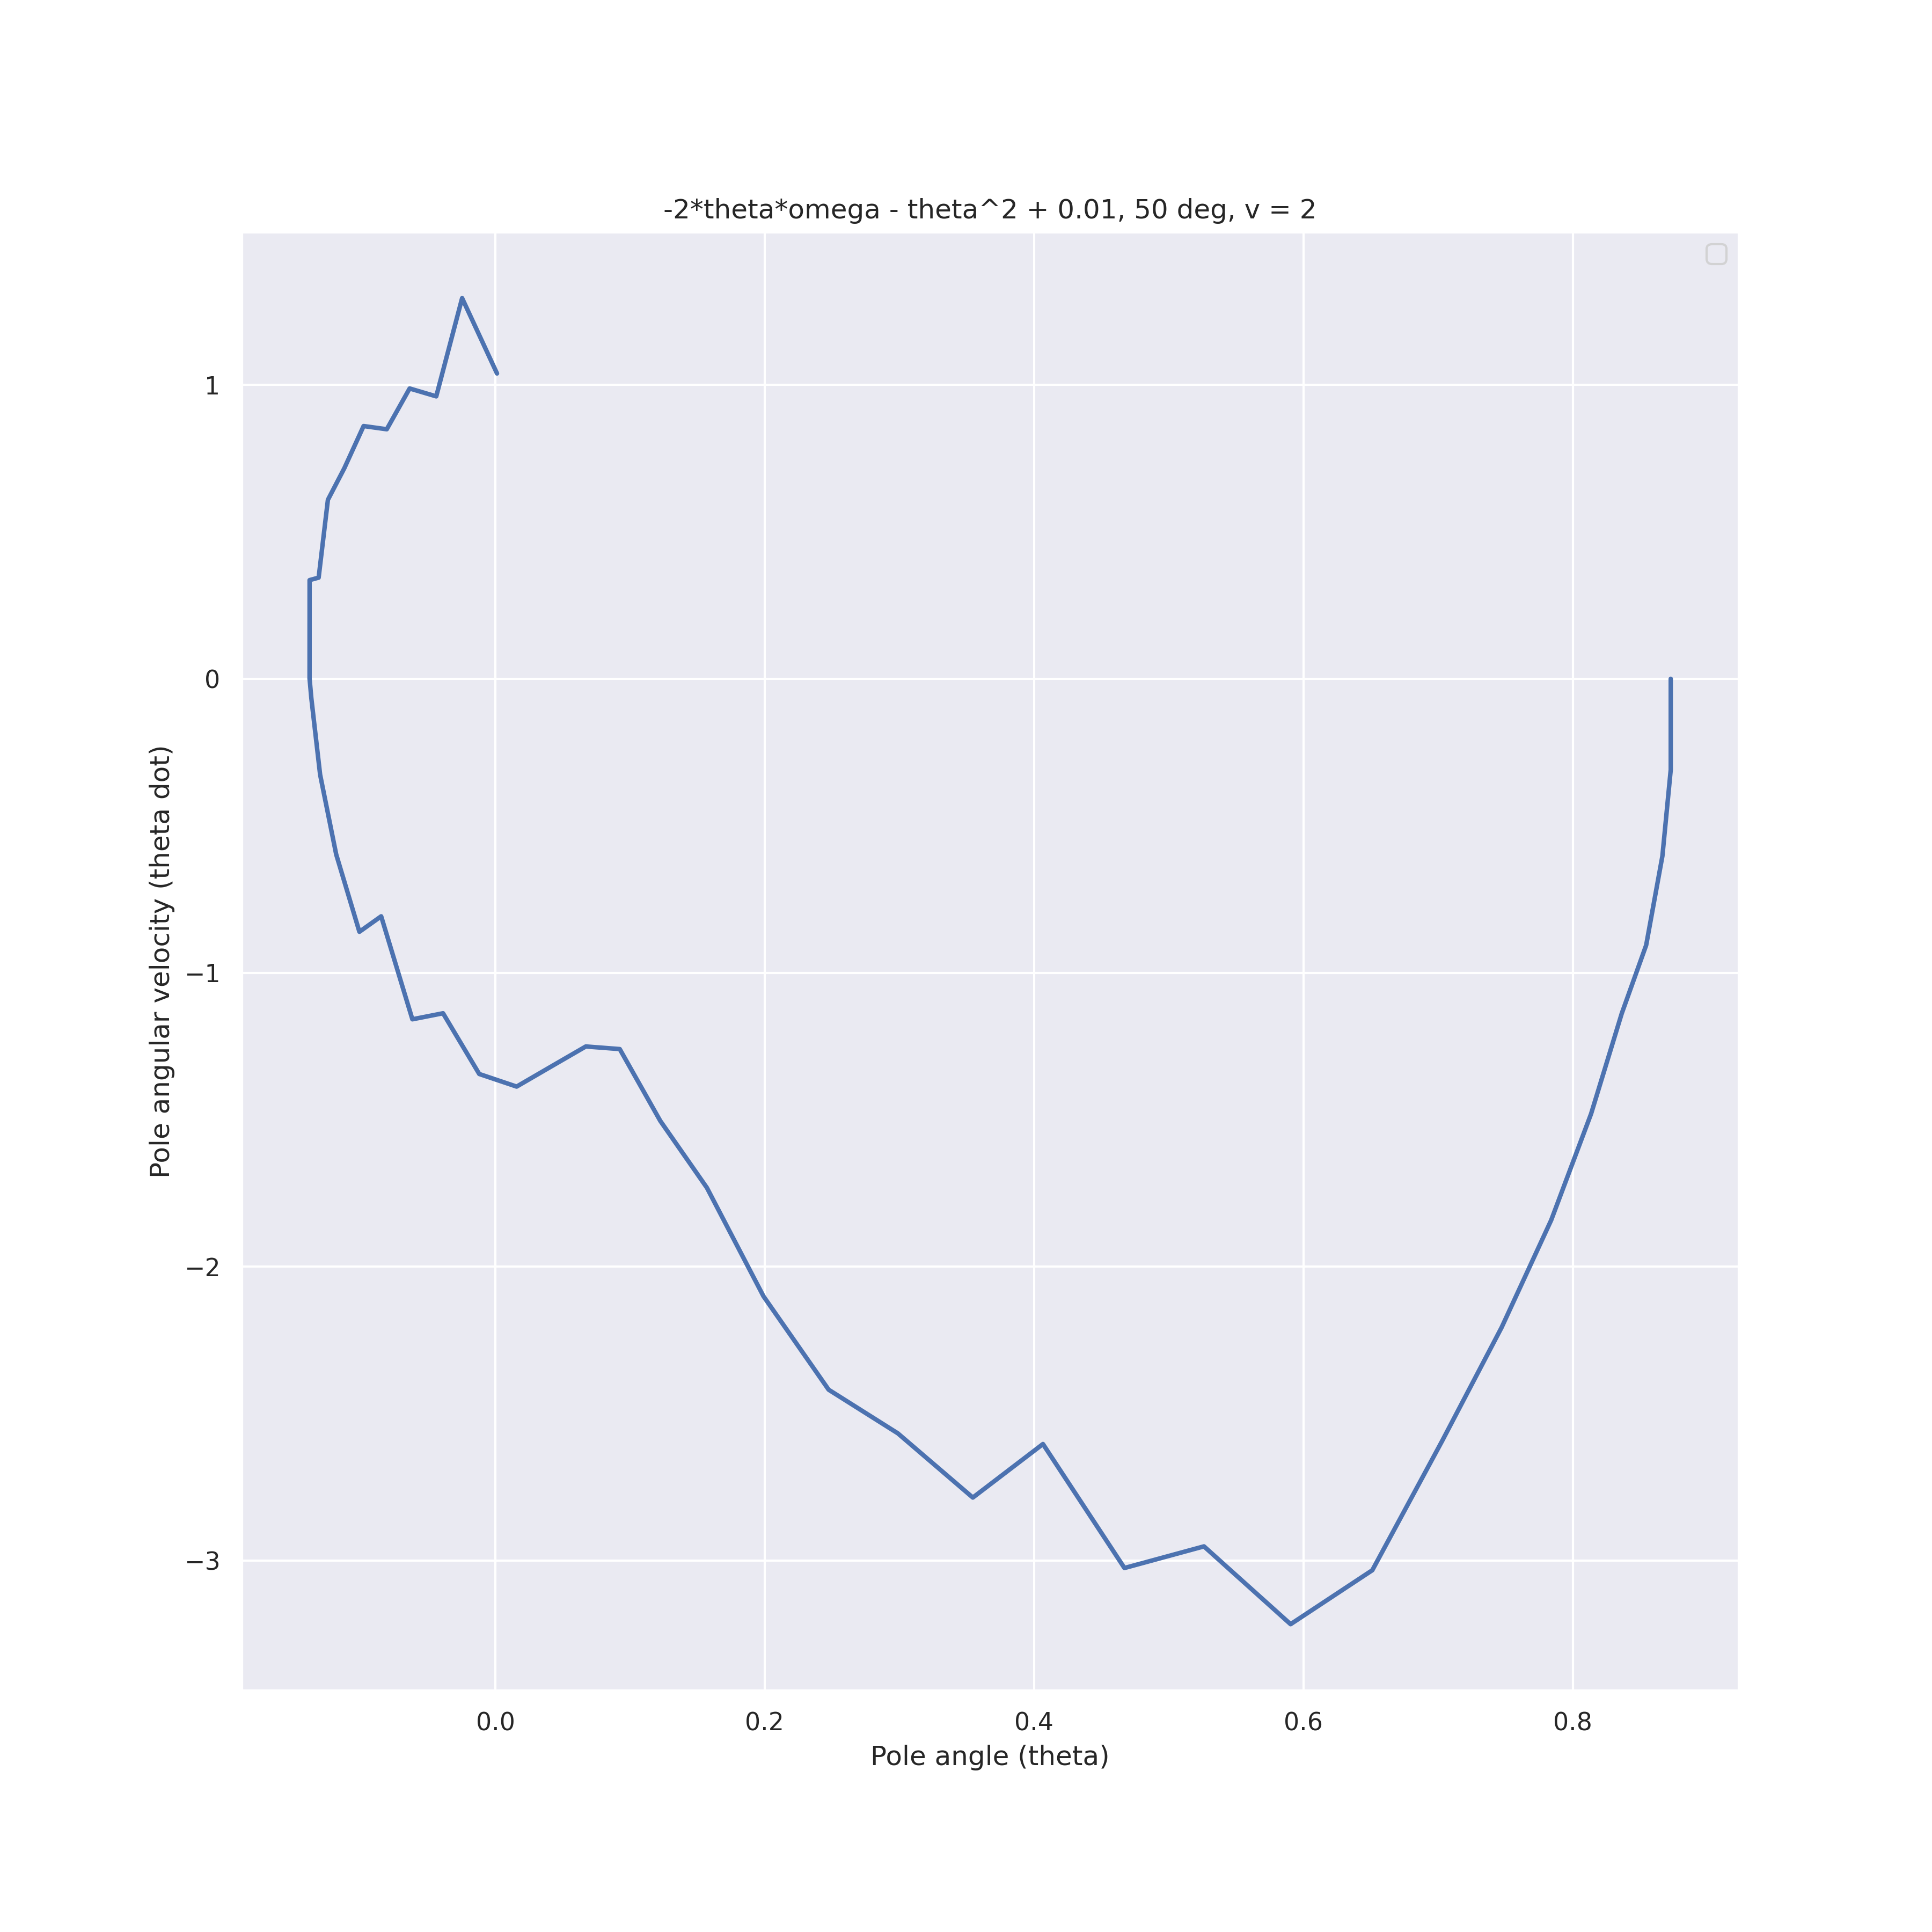 -2*theta*omega - theta^2 + 0.01, 50 deg, v = 2
1
0
−1
−2
−3
Pole angular velocity (theta dot)
0.0 0.2 0.4 0.6 0.8
Pole angle (theta)